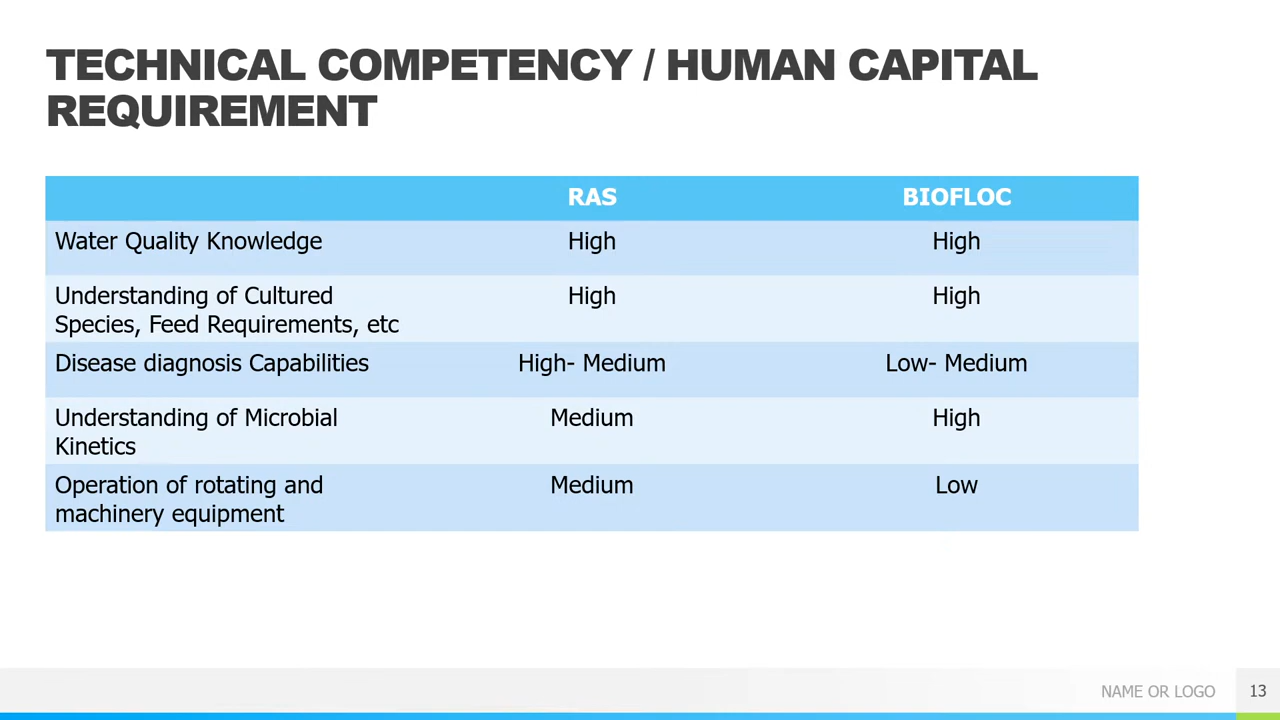 TECHNICAL COMPETENCY / HUMAN CAPITAL
REQUIREMENT
RAS BIOFLOC
Water Quality Knowledge High High
Understanding of Cultured High High
Species, Feed Requirements, etc
Disease diagnosis Capabilities High- Medium Low- Medium
Understanding of Microbial Medium High
Kinetics
Operation of rotating and Medium Low
machinery equipment
NAME OR LOGO 13